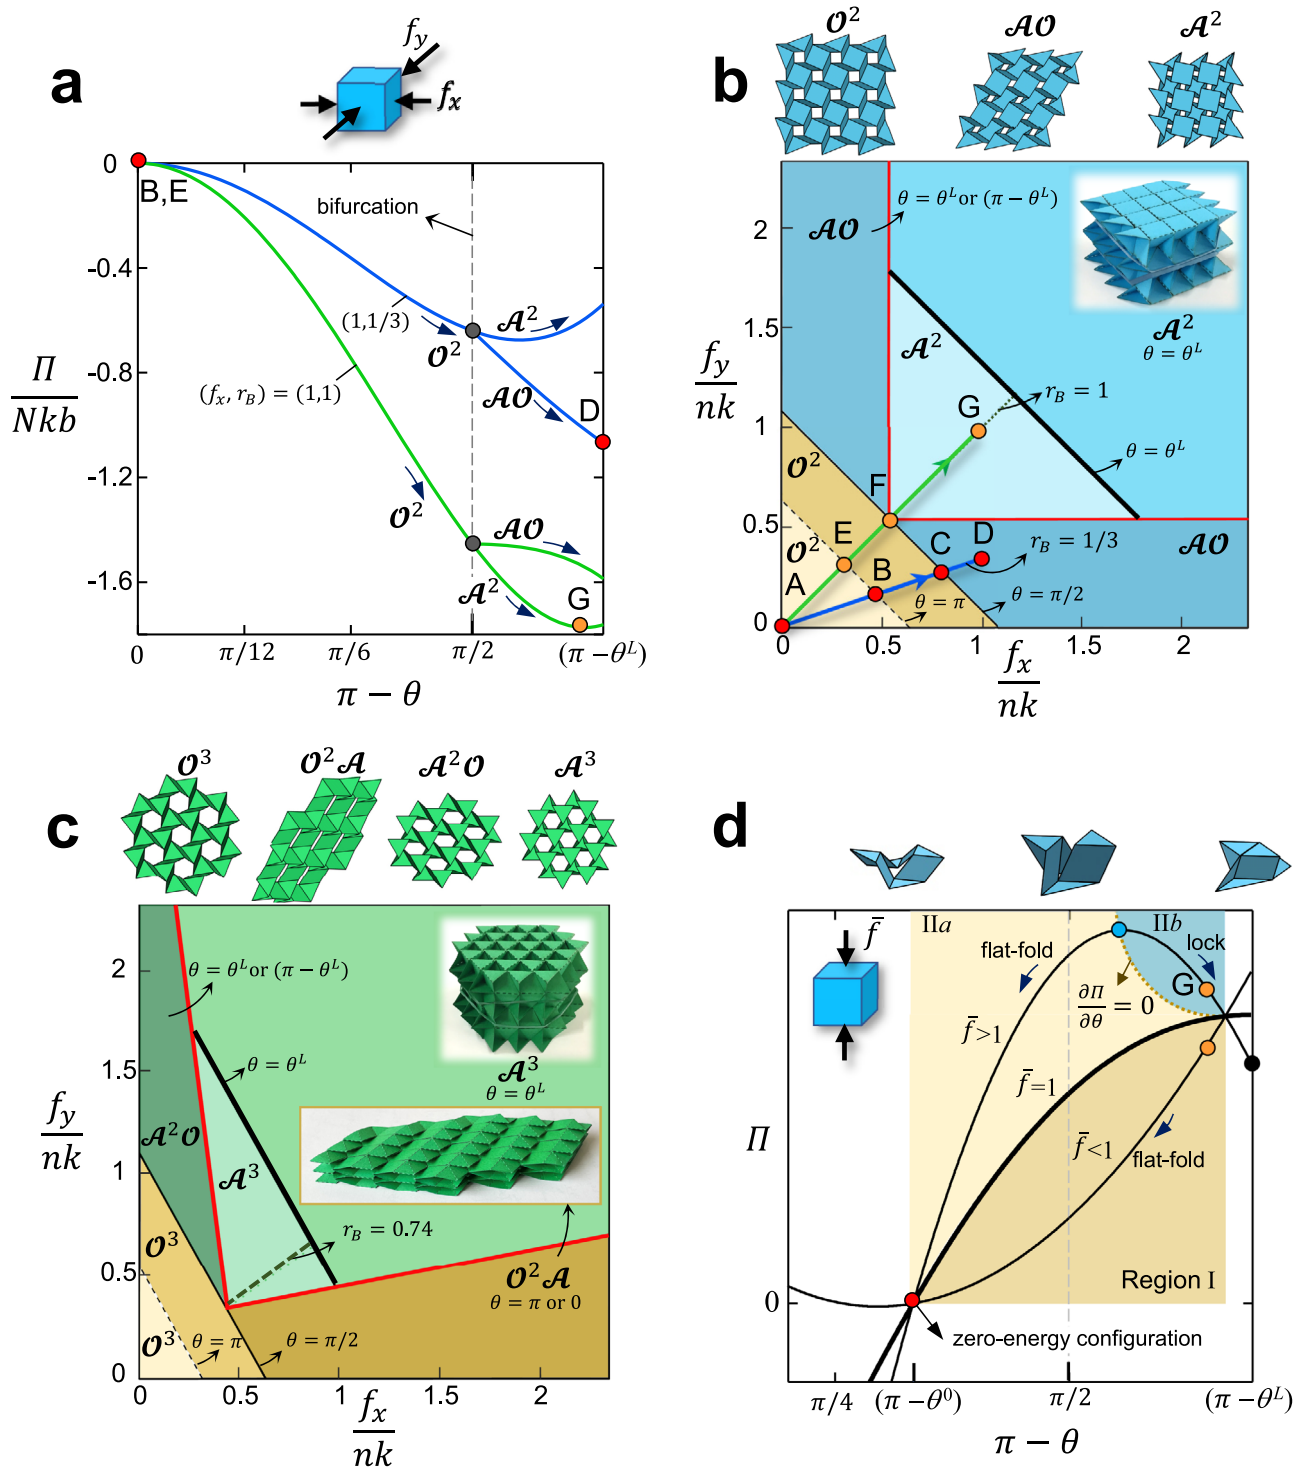 a
f_y
f_x
0
-0.4
-0.8
-1.2
-1.6
Π
Nkb
B,E
bifurcation
(1,1/3)
(f_x, r_B) = (1,1)
𝒪²
𝒜²
𝒜𝒪
D
𝒪²
𝒜𝒪
𝒜²
G
0
π/12
π/6
π/2
(π −θ^L)
π − θ
b
𝒪²
𝒜𝒪
𝒜²
θ = θ^L or (π − θ^L)
𝒜𝒪
𝒜²
θ = θ^L
𝒜²
r_B = 1
G
θ = θ^L
𝒪²
F
E
C
D
r_B = 1/3
𝒜𝒪
𝒪²
A
B
θ = π
θ = π/2
2
1.5
1
0.5
0
f_y
nk
0
0.5
1
1.5
2
f_x
nk
c
𝒪³
𝒪²𝒜
𝒜²𝒪
𝒜³
θ = θ^L or (π − θ^L)
𝒜³
θ = θ^L
θ = θ^L
𝒜²𝒪
𝒜³
r_B = 0.74
𝒪³
𝒪²𝒜
θ = π or 0
𝒪³
θ = π
θ = π/2
2
1.5
1
0.5
0
f_y
nk
0
0.5
1
1.5
2
f_x
nk
d
f̄
IIa
IIb
flat-fold
lock
G
∂Π
∂θ
= 0
f̄>1
f̄=1
f̄<1
flat-fold
Region I
zero-energy configuration
Π
0
π/4
(π −θ⁰)
π/2
(π −θ^L)
π − θ